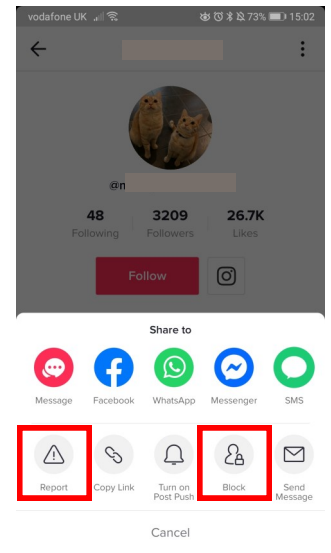 vodafone UK 73% 15:02
@n
48 3209 26.7K
Following Followers Likes
Follow
Share to
Message Facebook WhatsApp Messenger SMS
Report Copy Link Turn on Block Send
Post Push Message
Cancel